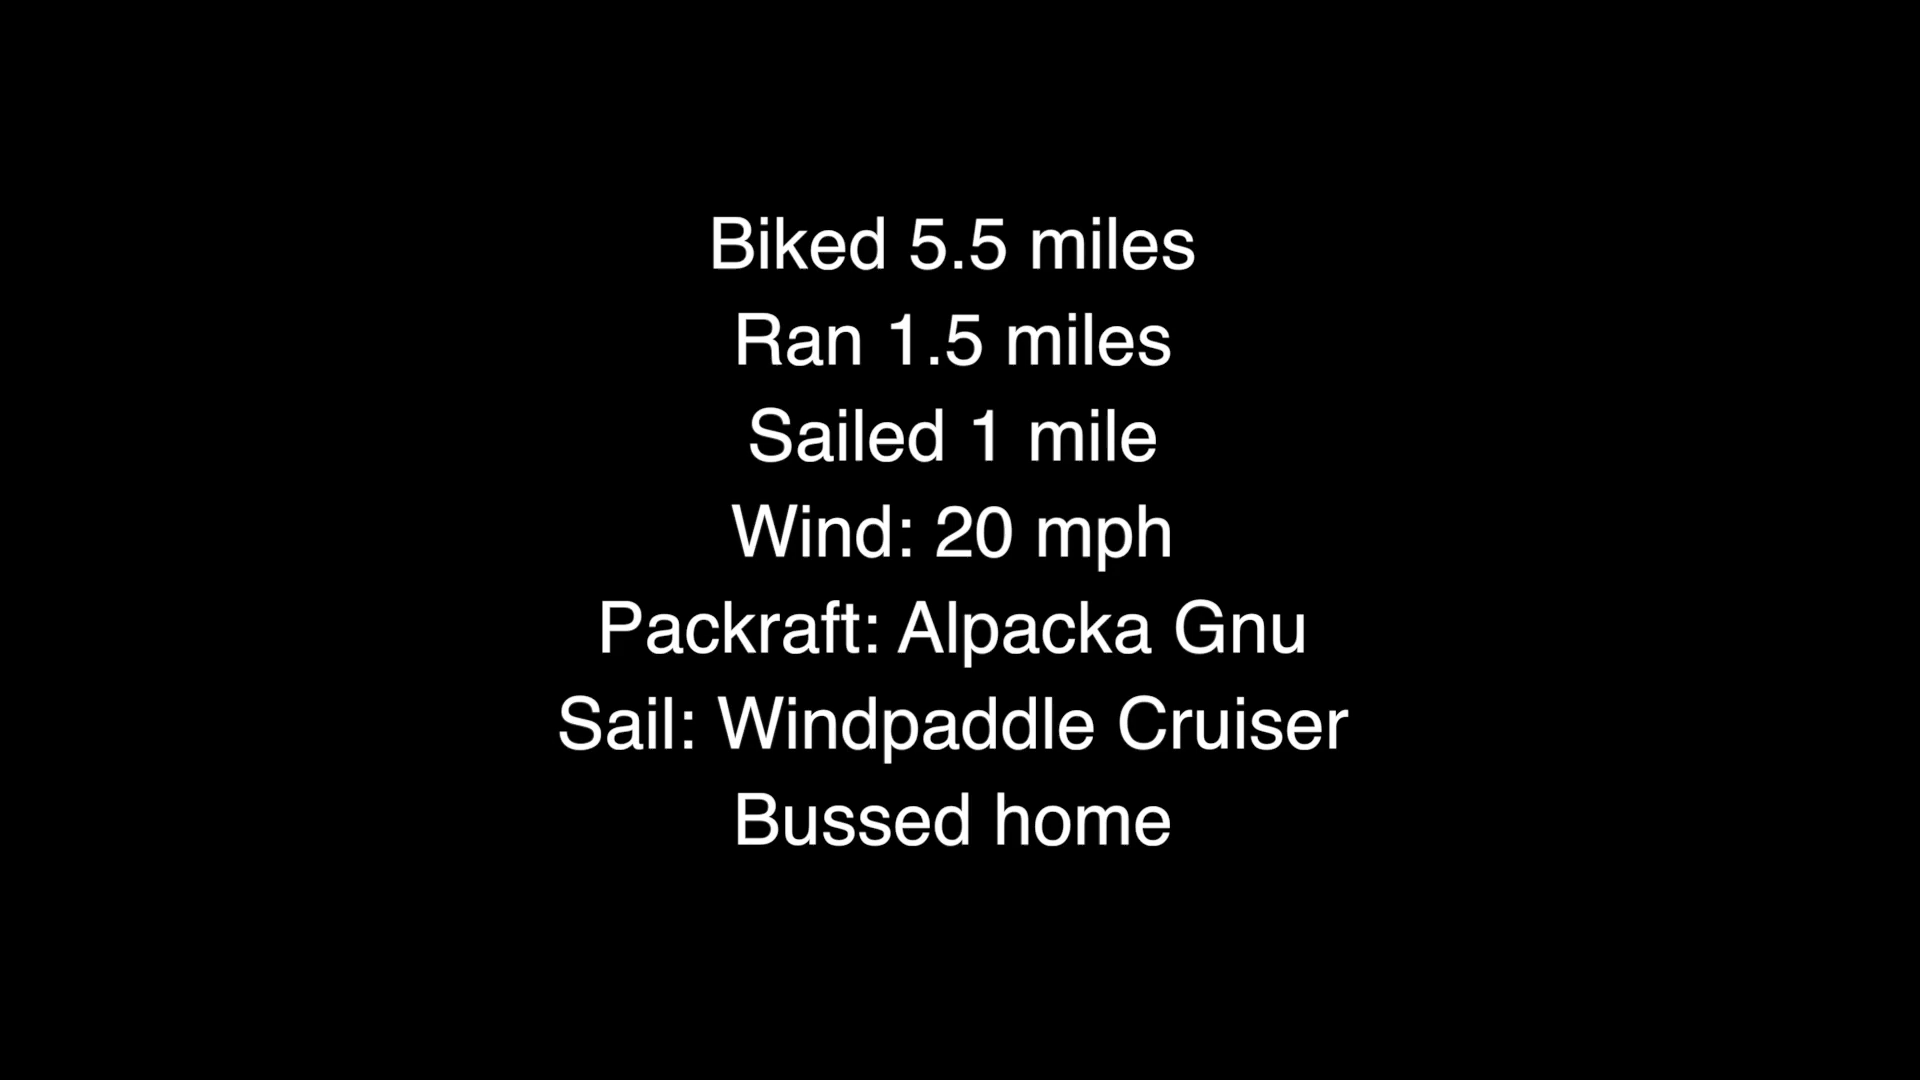 Biked 5.5 miles
Ran 1.5 miles
Sailed 1 mile
Wind: 20 mph
Packraft: Alpacka Gnu
Sail: Windpaddle Cruiser
Bussed home